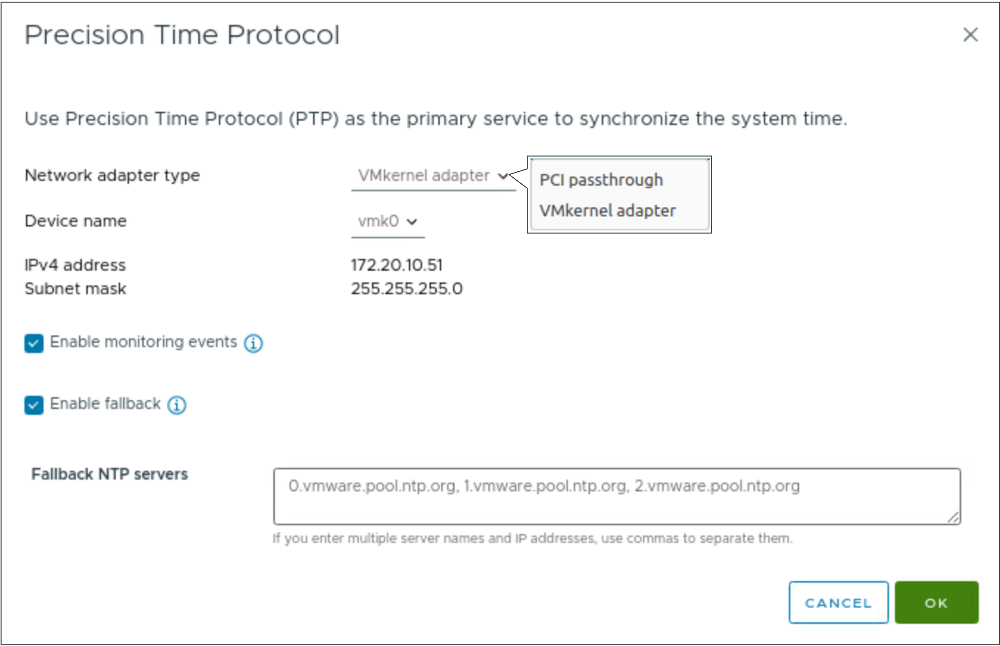 Precision Time Protocol
Use Precision Time Protocol (PTP) as the primary service to synchronize the system time.
Network adapter type VMkernel adapter
PCI passthrough
VMkernel adapter
Device name vmk0
IPv4 address 172.20.10.51
Subnet mask 255.255.255.0
Enable monitoring events
Enable fallback
Fallback NTP servers 0.vmware.pool.ntp.org, 1.vmware.pool.ntp.org, 2.vmware.pool.ntp.org
If you enter multiple server names and IP addresses, use commas to separate them.
CANCEL OK